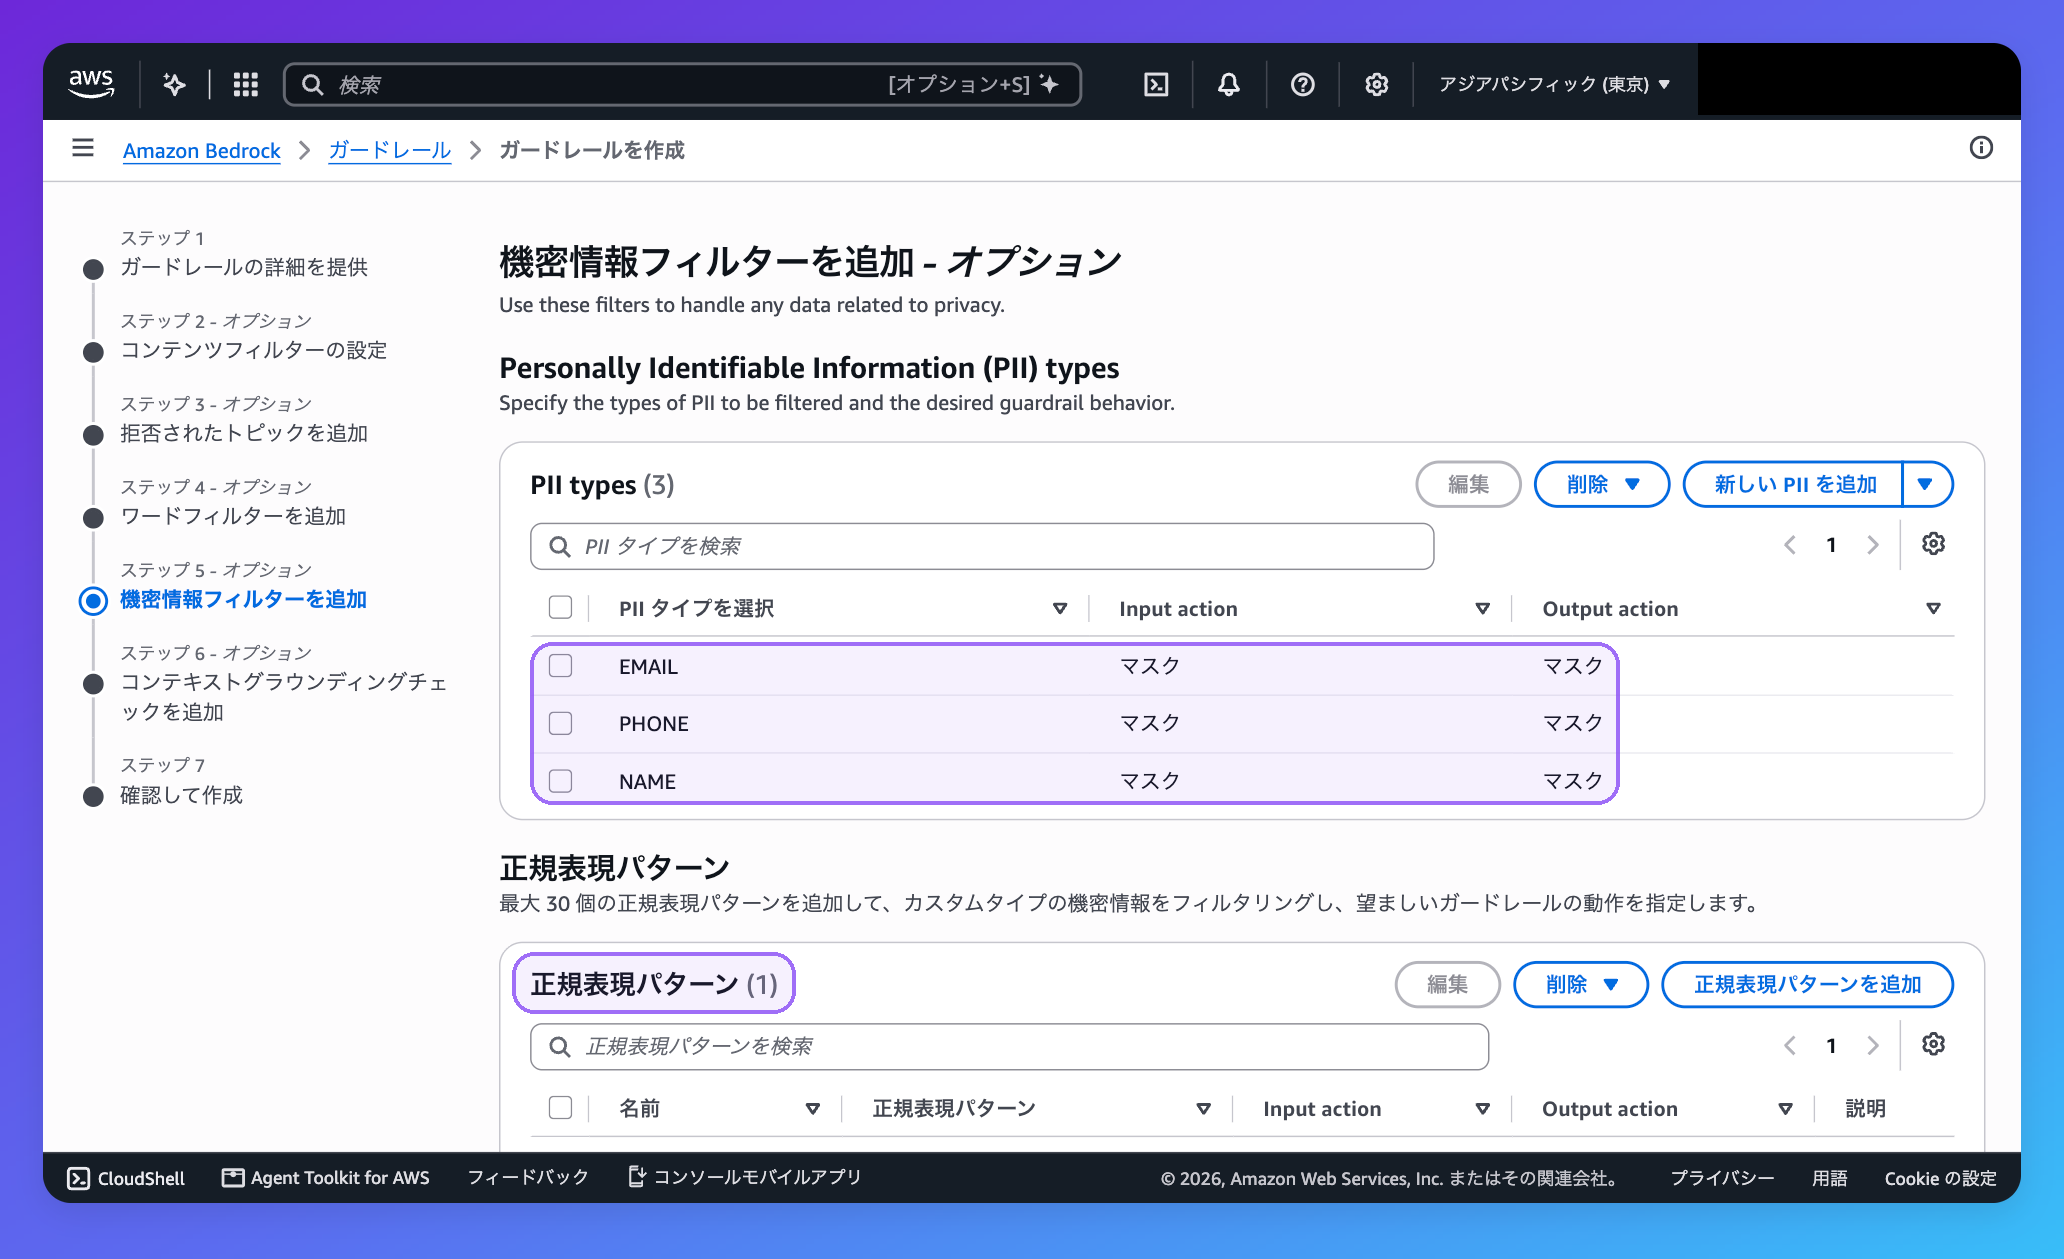 aws
検索
[オプション+S]
アジアパシフィック (東京)
Amazon Bedrock
ガードレール
ガードレールを作成
ステップ 1
ガードレールの詳細を提供
ステップ 2 - オプション
コンテンツフィルターの設定
ステップ 3 - オプション
拒否されたトピックを追加
ステップ 4 - オプション
ワードフィルターを追加
ステップ 5 - オプション
機密情報フィルターを追加
ステップ 6 - オプション
コンテキストグラウンディングチェ
ックを追加
ステップ 7
確認して作成
機密情報フィルターを追加 - オプション
Use these filters to handle any data related to privacy.
Personally Identifiable Information (PII) types
Specify the types of PII to be filtered and the desired guardrail behavior.
PII types (3)
編集
削除
新しい PII を追加
PII タイプを検索
1
PII タイプを選択
Input action
Output action
EMAIL マスク マスク
PHONE マスク マスク
NAME マスク マスク
正規表現パターン
最大 30 個の正規表現パターンを追加して、カスタムタイプの機密情報をフィルタリングし、望ましいガードレールの動作を指定します。
正規表現パターン (1)
編集
削除
正規表現パターンを追加
正規表現パターンを検索
1
名前
正規表現パターン
Input action
Output action
説明
CloudShell
Agent Toolkit for AWS
フィードバック
コンソールモバイルアプリ
© 2026, Amazon Web Services, Inc. またはその関連会社。
プライバシー
用語
Cookie の設定